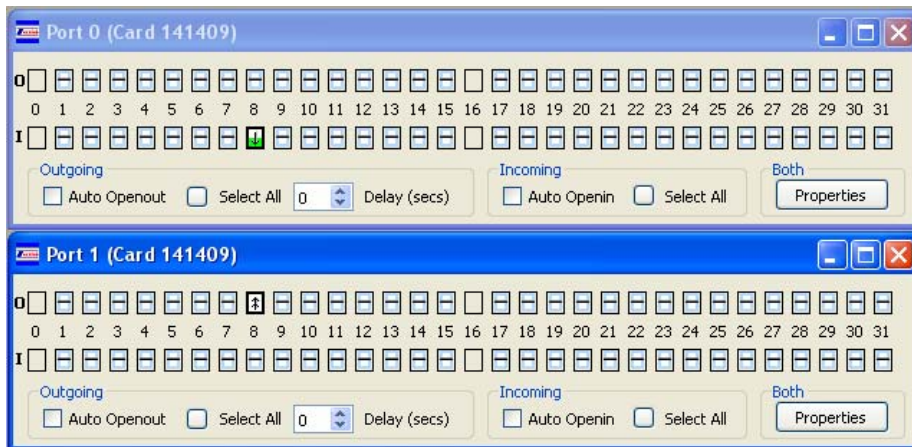 Port 0 (Card 141409)
O
0 1 2 3 4 5 6 7 8 9 10 11 12 13 14 15 16 17 18 19 20 21 22 23 24 25 26 27 28 29 30 31
I
Outgoing Incoming Both
Auto Openout Select All 0 Delay (secs) Auto Openin Select All Properties
Port 1 (Card 141409)
O
0 1 2 3 4 5 6 7 8 9 10 11 12 13 14 15 16 17 18 19 20 21 22 23 24 25 26 27 28 29 30 31
I
Outgoing Incoming Both
Auto Openout Select All 0 Delay (secs) Auto Openin Select All Properties